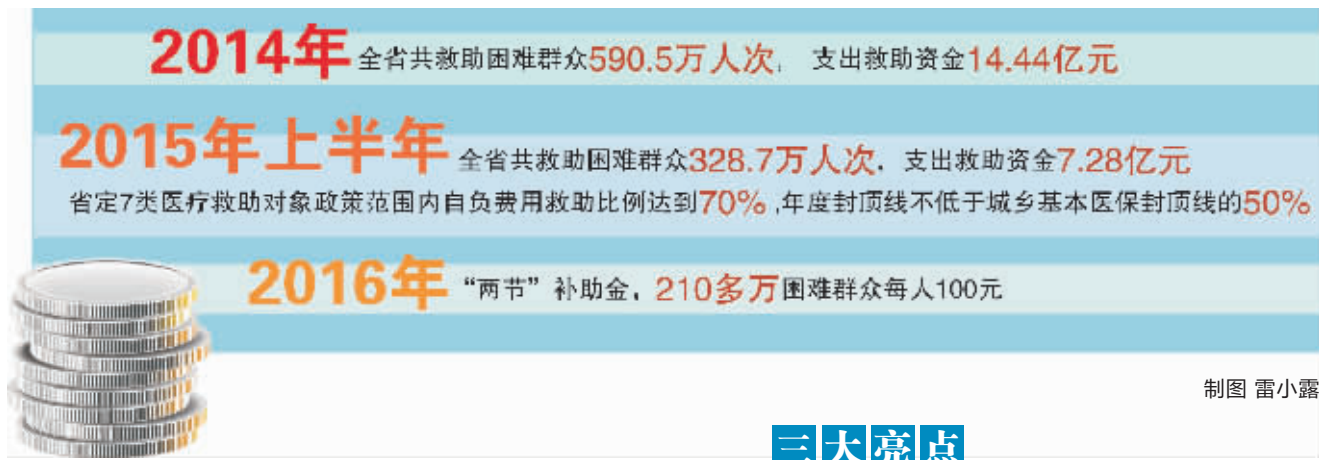 2014年 全省共救助困难群众590.5万人次, 支出救助资金14.44亿元
2015年上半年 全省共救助困难群众328.7万人次, 支出救助资金7.28亿元
省定7类医疗救助对象政策范围内自负费用救助比例达到70%,年度封顶线不低于城乡基本医保封顶线的50%
2016年 “两节”补助金, 210多万困难群众每人100元
制图 雷小露
三大亮点